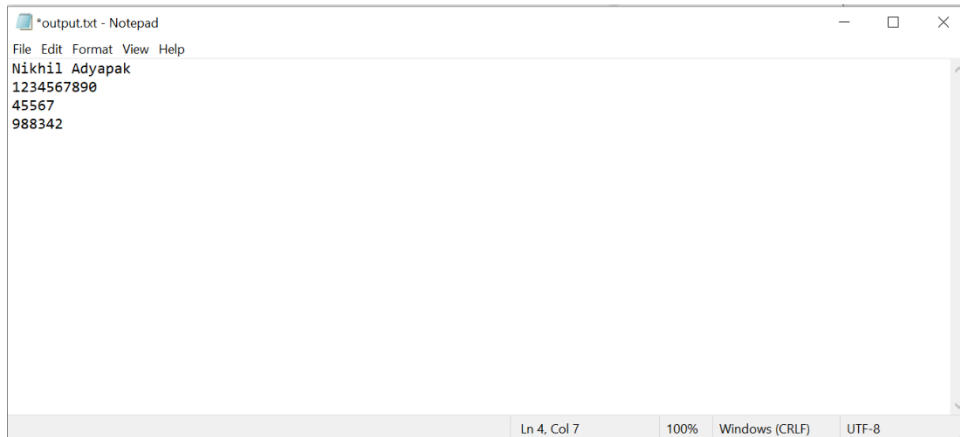 *output.txt - Notepad
File Edit Format View Help
Nikhil Adyapak
1234567890
45567
988342
Ln 4, Col 7 100% Windows (CRLF) UTF-8